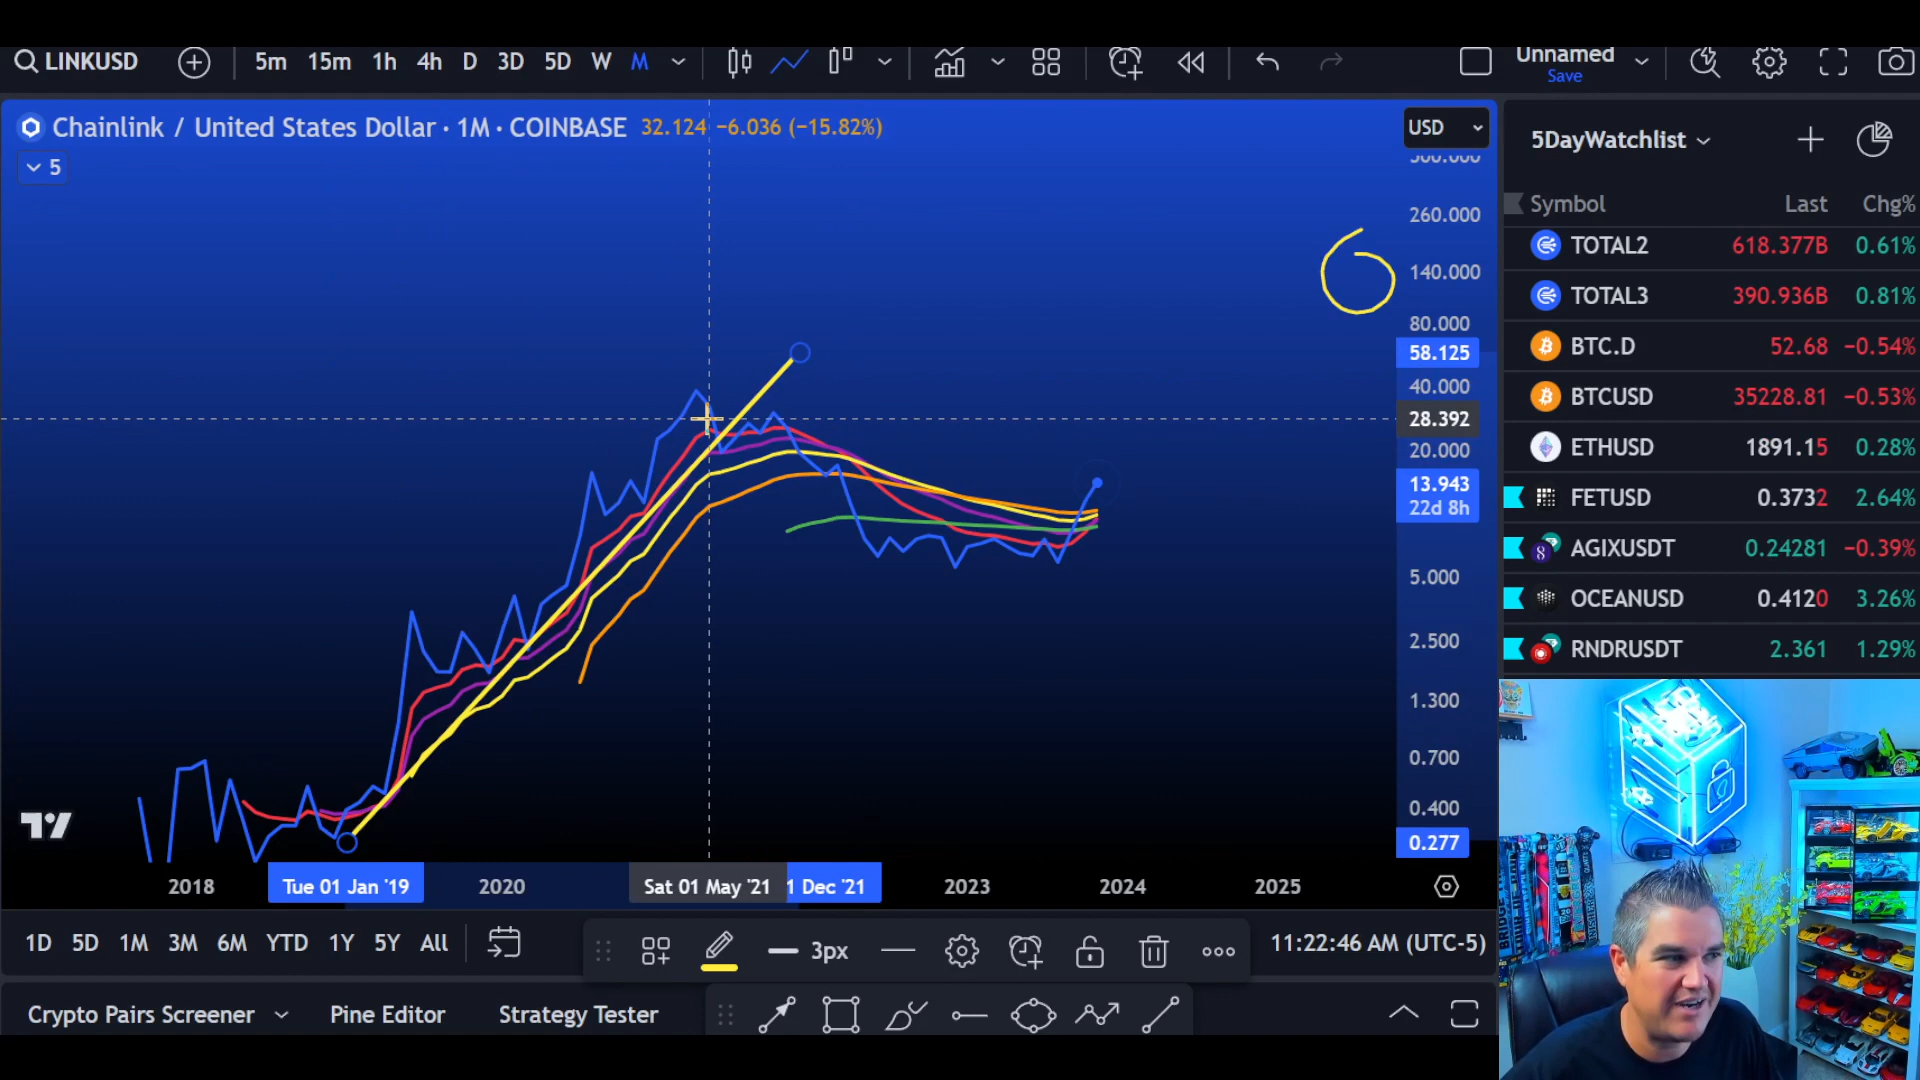 LINKUSD 5m 15m 1h 4h D 3D 5D W M Unnamed
Save
Chainlink / United States Dollar · 1M · COINBASE 32.124 −6.036 (−15.82%)
5
USD
500.000
260.000
140.000
80.000
58.125
40.000
28.392
20.000
13.943
22d 8h
5.000
2.500
1.300
0.700
0.400
0.277
2018 Tue 01 Jan '19 2020 Sat 01 May '21 1 Dec '21 2023 2024 2025
5DayWatchlist
Symbol Last Chg%
TOTAL2 618.377B 0.61%
TOTAL3 390.936B 0.81%
BTC.D 52.68 −0.54%
BTCUSD 35228.81 −0.53%
ETHUSD 1891.15 0.28%
FETUSD 0.3732 2.64%
AGIXUSDT 0.24281 −0.39%
OCEANUSD 0.4120 3.26%
RNDRUSDT 2.361 1.29%
1D 5D 1M 3M 6M YTD 1Y 5Y All
3px
11:22:46 AM (UTC-5)
Crypto Pairs Screener Pine Editor Strategy Tester